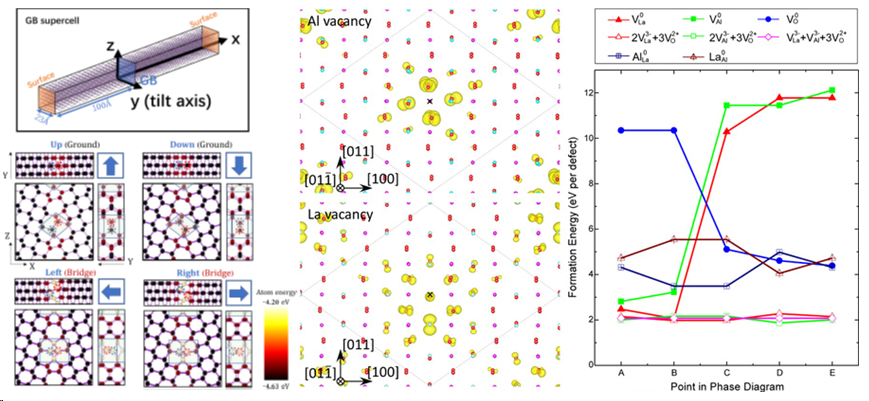 GB supercell
Surface
Z
X
GB
y (tilt axis)
Surface
100Å
23Å
Up (Ground)
Down (Ground)
Y
Z
X
Y
Left (Bridge)
Right (Bridge)
Atom energy
−4.20 eV
−4.63 eV
Al vacancy
[011]
[011̄] [100]
La vacancy
[011]
[011̄] [100]
V⁰La V⁰Al V⁰O
2V³⁻La+3V²⁺O 2V³⁻Al+3V²⁺O V³⁻La+V³⁻Al+3V²⁺O
Al⁰La La⁰Al
Formation Energy (eV per defect)
12
10
8
6
4
2
0
A B C D E
Point in Phase Diagram